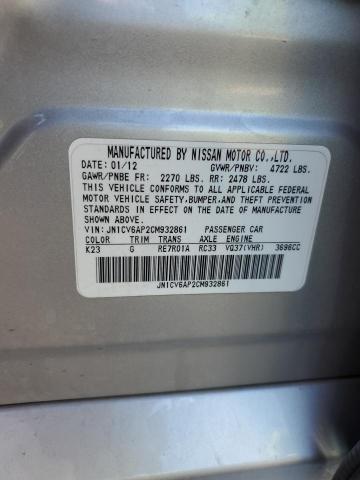 MANUFACTURED BY NISSAN MOTOR CO.,LTD.
DATE: 01/12 GVWR/PNBV: 4722 LBS.
GAWR/PNBE FR: 2270 LBS. RR: 2478 LBS.
THIS VEHICLE CONFORMS TO ALL APPLICABLE FEDERAL
MOTOR VEHICLE SAFETY,BUMPER,AND THEFT PREVENTION
STANDARDS IN EFFECT ON THE DATE OF MANUFACTURE
SHOWN ABOVE.
VIN: JN1CV6AP2CM932861 PASSENGER CAR
COLOR TRIM TRANS AXLE ENGINE
K23 G RE7R01A RC33 VQ37(VHR) 3696CC
JN1CV6AP2CM932861